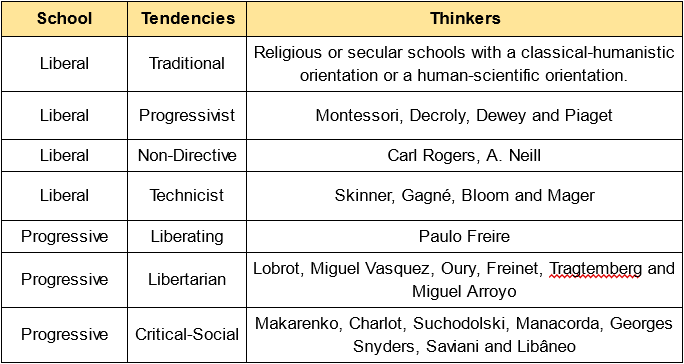 School Tendencies Thinkers
Liberal Traditional Religious or secular schools with a classical-humanistic
orientation or a human-scientific orientation.
Liberal Progressivist Montessori, Decroly, Dewey and Piaget
Liberal Non-Directive Carl Rogers, A. Neill
Liberal Technicist Skinner, Gagné, Bloom and Mager
Progressive Liberating Paulo Freire
Progressive Libertarian Lobrot, Miguel Vasquez, Oury, Freinet, Tragtemberg and
Miguel Arroyo
Progressive Critical-Social Makarenko, Charlot, Suchodolski, Manacorda, Georges
Snyders, Saviani and Libâneo